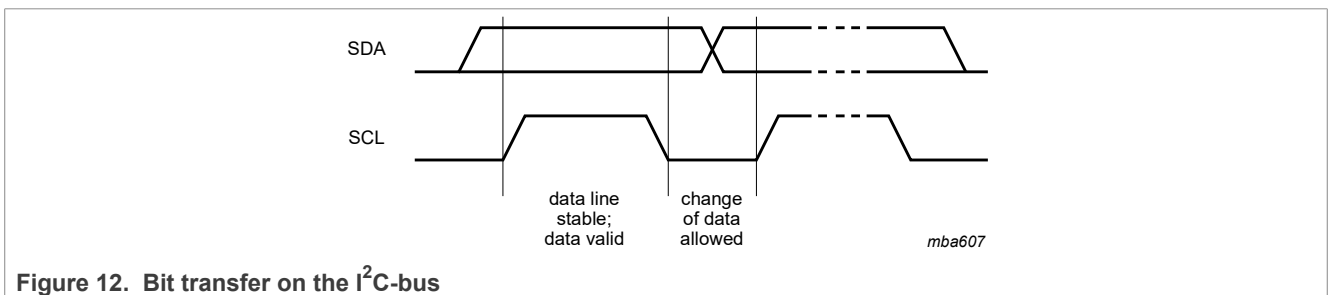 SDA
SCL
data line
stable;
data valid
change
of data
allowed
mba607
Figure 12. Bit transfer on the I²C-bus